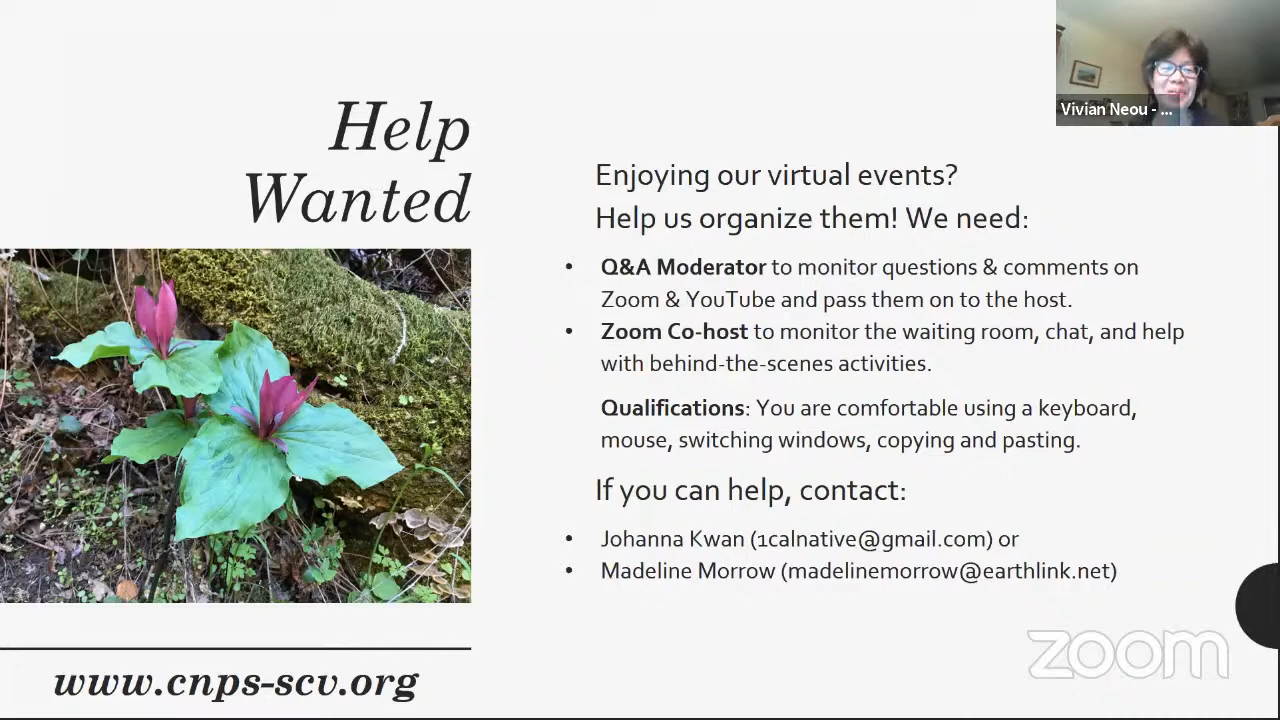 Vivian Neou - ...
Help
Wanted
Enjoying our virtual events?
Help us organize them! We need:
• Q&A Moderator to monitor questions & comments on
Zoom & YouTube and pass them on to the host.
• Zoom Co-host to monitor the waiting room, chat, and help
with behind-the-scenes activities.
Qualifications: You are comfortable using a keyboard,
mouse, switching windows, copying and pasting.
If you can help, contact:
• Johanna Kwan (1calnative@gmail.com) or
• Madeline Morrow (madelinemorrow@earthlink.net)
www.cnps-scv.org
zoom